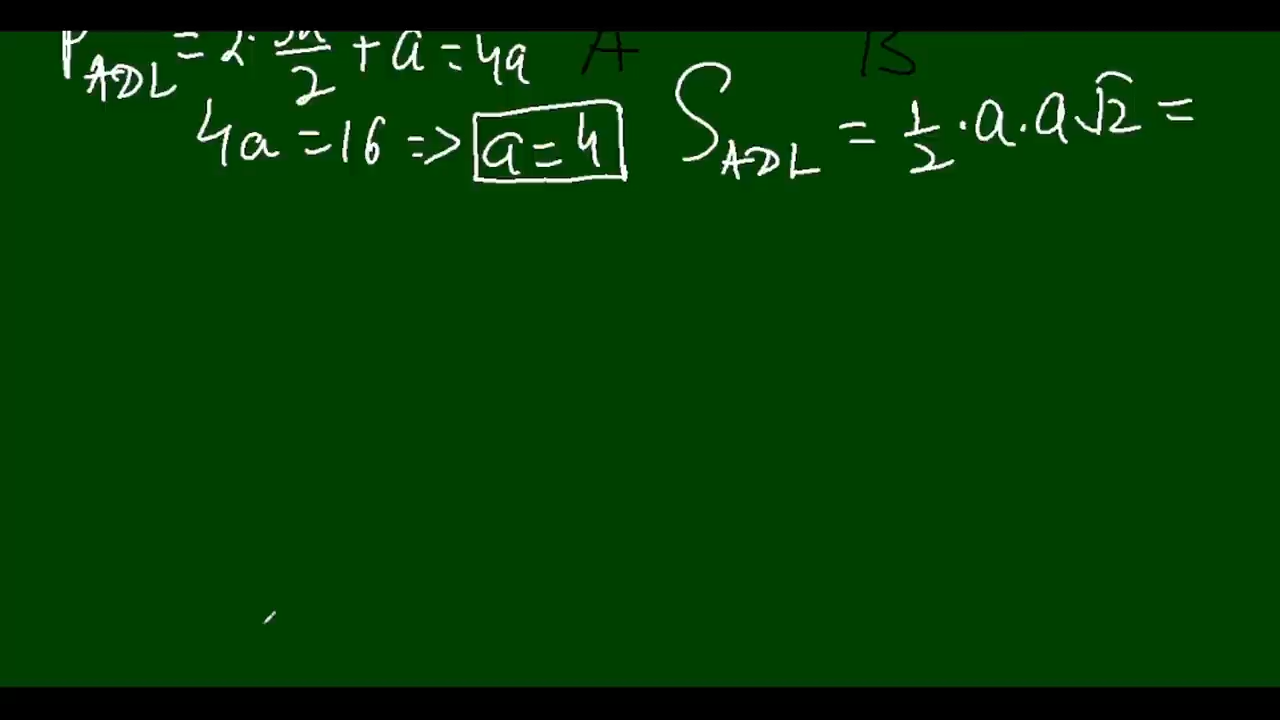 P_ADL = 2 · 3a/2 + a = 4a
A B
4a = 16 => a = 4
S_ADL = 1/2 · a · a√2 =